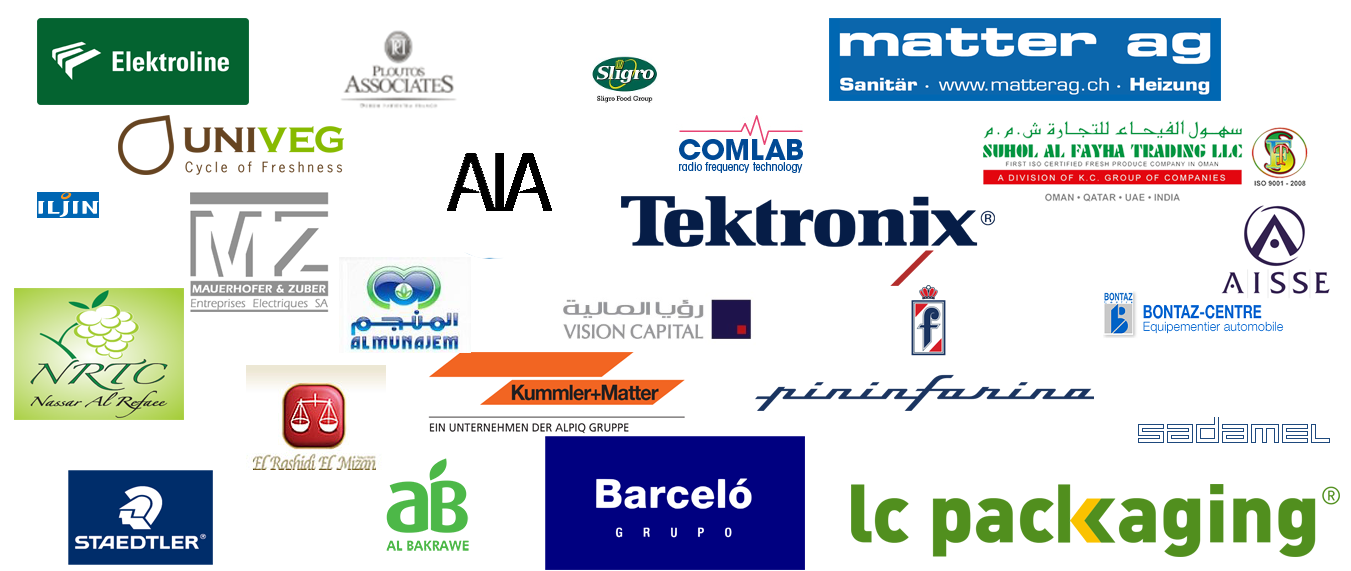 Elektroline
PLOUTOS
ASSOCIATES
Sligro
Sligro Food Group
matter ag
Sanitär · www.matterag.ch · Heizung
UNIVEG
Cycle of Freshness
COMLAB
radio frequency technology
سهول الفيحاء للتجارة ش.م.م
SUHOL AL FAYHA TRADING LLC
FIRST ISO CERTIFIED FRESH PRODUCE COMPANY IN OMAN
A DIVISION OF K.C. GROUP OF COMPANIES
OMAN • QATAR • UAE • INDIA
ISO 9001 - 2008
AIA
ILJIN
MZ
MAUERHOFER & ZUBER
Entreprises Electriques SA
Tektronix®
AISSE
المنجم
ALMUNAJEM
رؤيا المالية
VISION CAPITAL
f
BONTAZ
B
BONTAZ-CENTRE
Equipementier automobile
NRTC
Nassar Al Refaee
Kummler+Matter
EIN UNTERNEHMEN DER ALPIQ GRUPPE
pininfarina
El Rashidi El Mizan
sadamel
STAEDTLER®
aB
AL BAKRAWE
Barceló
GRUPO
lc packaging®